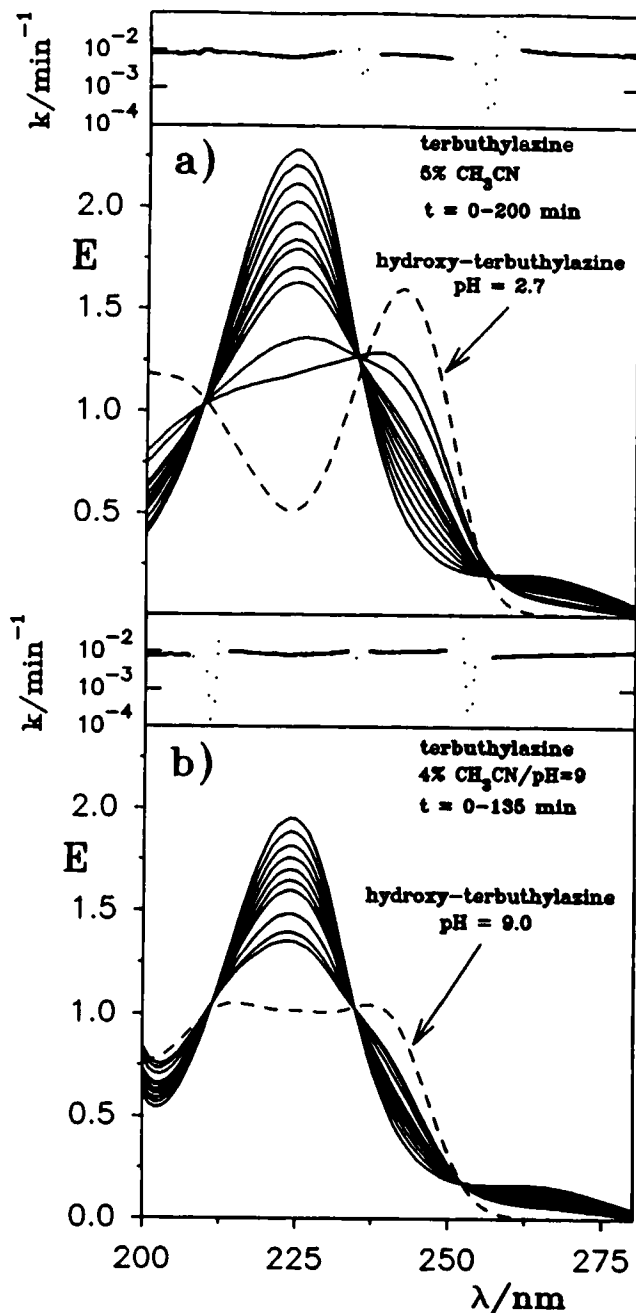 k/min⁻¹
10⁻²
10⁻³
10⁻⁴
a)
terbuthylazine
5% CH₃CN
t = 0-200 min
E
2.0
1.5
1.0
0.5
hydroxy-terbuthylazine
pH = 2.7
k/min⁻¹
10⁻²
10⁻³
10⁻⁴
b)
terbuthylazine
4% CH₃CN/pH=9
t = 0-135 min
E
2.0
1.5
1.0
0.5
0.0
hydroxy-terbuthylazine
pH = 9.0
200 225 250 275
λ/nm